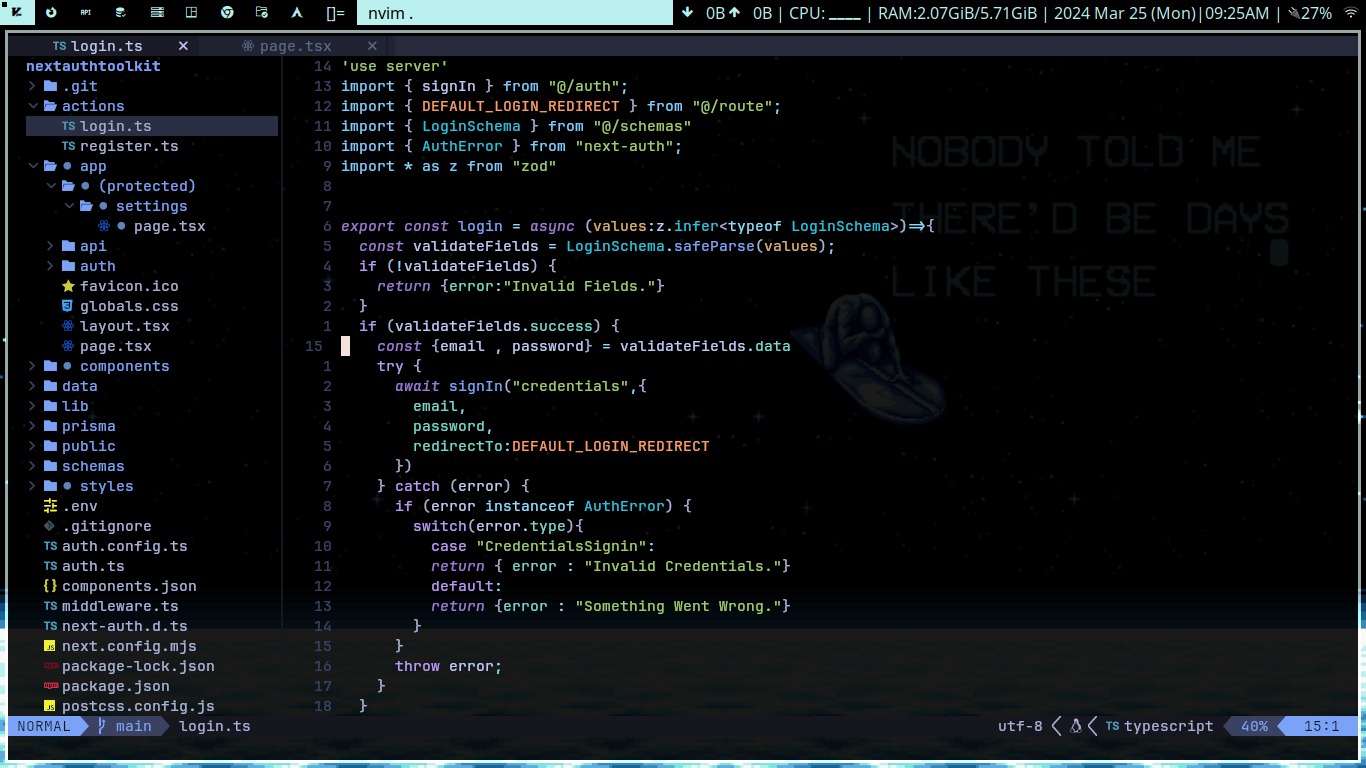 API []= nvim . 0B 0B | CPU: ____ | RAM:2.07GiB/5.71GiB | 2024 Mar 25 (Mon)|09:25AM | 27%
TS login.ts ✕ page.tsx ✕
nextauthtoolkit
.git
actions
TS login.ts
TS register.ts
app
(protected)
settings
page.tsx
api
auth
favicon.ico
globals.css
layout.tsx
page.tsx
components
data
lib
prisma
public
schemas
styles
.env
.gitignore
TS auth.config.ts
TS auth.ts
{} components.json
TS middleware.ts
TS next-auth.d.ts
JS next.config.mjs
package-lock.json
package.json
JS postcss.config.js
14 'use server'
13 import { signIn } from "@/auth";
12 import { DEFAULT_LOGIN_REDIRECT } from "@/route";
11 import { LoginSchema } from "@/schemas"
10 import { AuthError } from "next-auth";
9 import * as z from "zod"
8
7
6 export const login = async (values:z.infer<typeof LoginSchema>)=>{
5 const validateFields = LoginSchema.safeParse(values);
4 if (!validateFields) {
3 return {error:"Invalid Fields."}
2 }
1 if (validateFields.success) {
15 const {email , password} = validateFields.data
1 try {
2 await signIn("credentials",{
3 email,
4 password,
5 redirectTo:DEFAULT_LOGIN_REDIRECT
6 })
7 } catch (error) {
8 if (error instanceof AuthError) {
9 switch(error.type){
10 case "CredentialsSignin":
11 return { error : "Invalid Credentials."}
12 default:
13 return {error : "Something Went Wrong."}
14 }
15 }
16 throw error;
17 }
18 }
NOBODY TOLD ME
THERE'D BE DAYS
LIKE THESE
NORMAL main login.ts utf-8 TS typescript 40% 15:1